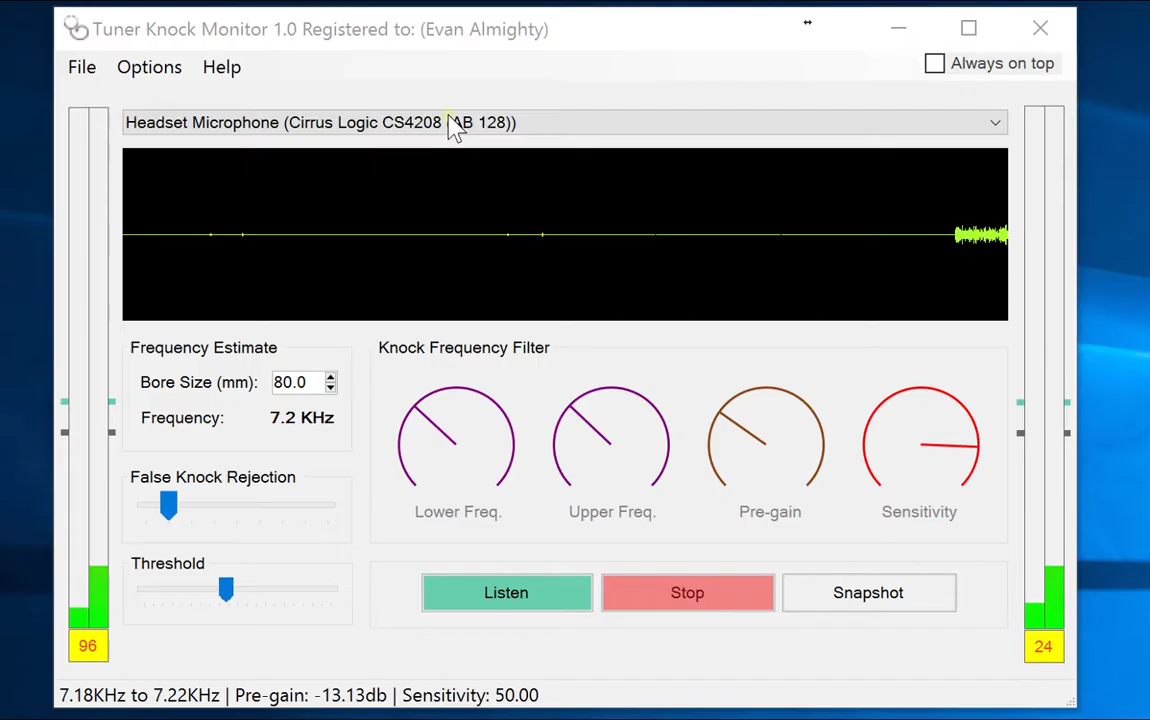 Tuner Knock Monitor 1.0 Registered to: (Evan Almighty)
File Options Help
Always on top
Headset Microphone (Cirrus Logic CS4208 AB 128))
Frequency Estimate
Bore Size (mm): 80.0
Frequency: 7.2 KHz
Knock Frequency Filter
Lower Freq. Upper Freq. Pre-gain Sensitivity
False Knock Rejection
Threshold
Listen Stop Snapshot
96
24
7.18KHz to 7.22KHz | Pre-gain: -13.13db | Sensitivity: 50.00